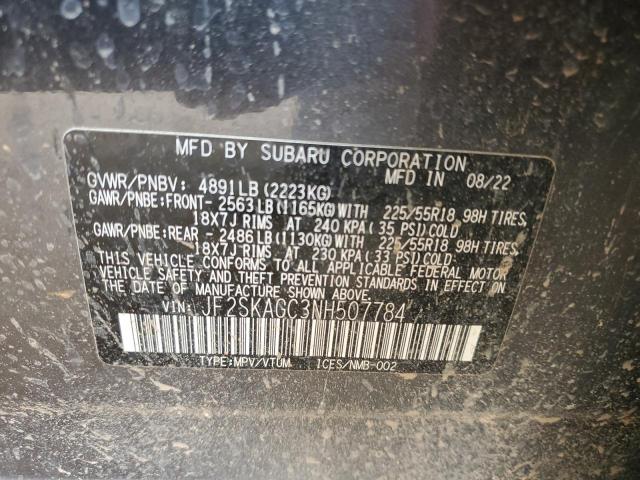 MFD BY SUBARU CORPORATION
GVWR/PNBV: 4891LB (2223KG) MFD IN 08/22
GAWR/PNBE:FRONT- 2563LB(1165KG)WITH 225/55R18 98H TIRES,
18X7J RIMS AT 240 KPA (35 PSI)COLD
GAWR/PNBE:REAR - 2486LB(1130KG)WITH 225/55R18 98H TIRES,
18X7J RIMS AT 230 KPA(33 PSI)COLD.
THIS VEHICLE CONFORMS TO ALL APPLICABLE FEDERAL MOTOR
VEHICLE SAFETY AND THEFT PREVENTION STANDARDS IN EFFECT ON
THE DATE OF MANUFACTURE SHOWN ABOVE.
VIN: JF2SKAGC3NH507784
TYPE:MPV/VTUM ICES/NMB-002